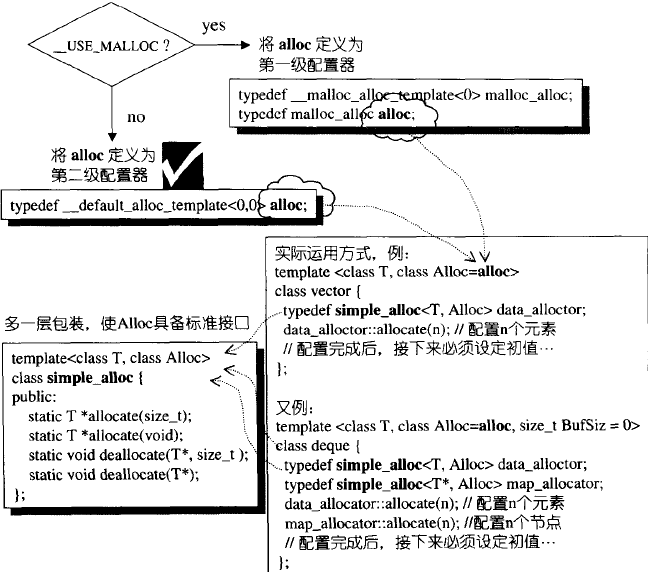 __USE_MALLOC ?
yes
将 alloc 定义为
第一级配置器
typedef __malloc_alloc_template<0> malloc_alloc;
typedef malloc_alloc alloc;
no
将 alloc 定义为
第二级配置器
typedef __default_alloc_template<0,0> alloc;
实际运用方式，例：
template <class T, class Alloc=alloc>
class vector {
typedef simple_alloc<T, Alloc> data_alloctor;
data_alloctor::allocate(n); // 配置n个元素
// 配置完成后，接下来必须设定初值…
};
又例：
template <class T, class Alloc=alloc, size_t BufSiz = 0>
class deque {
typedef simple_alloc<T, Alloc> data_alloctor;
typedef simple_alloc<T*, Alloc> map_allocator;
data_allocator::allocate(n); // 配置n个元素
map_allocator::allocate(n); //配置n个节点
// 配置完成后，接下来必须设定初值…
};
多一层包装，使Alloc具备标准接口
template<class T, class Alloc>
class simple_alloc {
public:
static T *allocate(size_t);
static T *allocate(void);
static void deallocate(T*, size_t );
static void deallocate(T*);
};